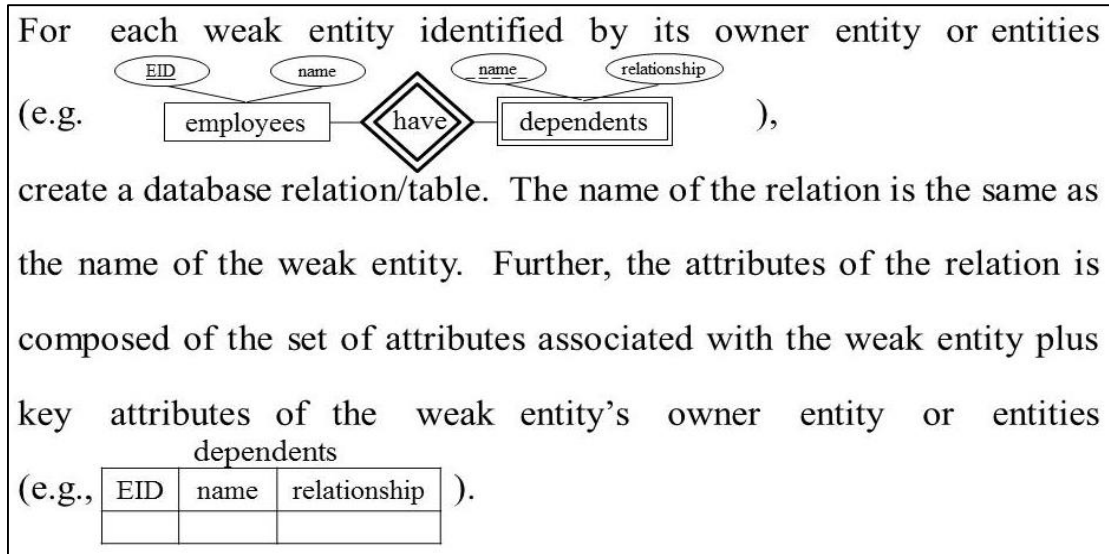 For each weak entity identified by its owner entity or entities
EID name name relationship
(e.g. employees have dependents ),
create a database relation/table. The name of the relation is the same as
the name of the weak entity. Further, the attributes of the relation is
composed of the set of attributes associated with the weak entity plus
key attributes of the weak entity’s owner entity or entities
dependents
(e.g., EID name relationship ).